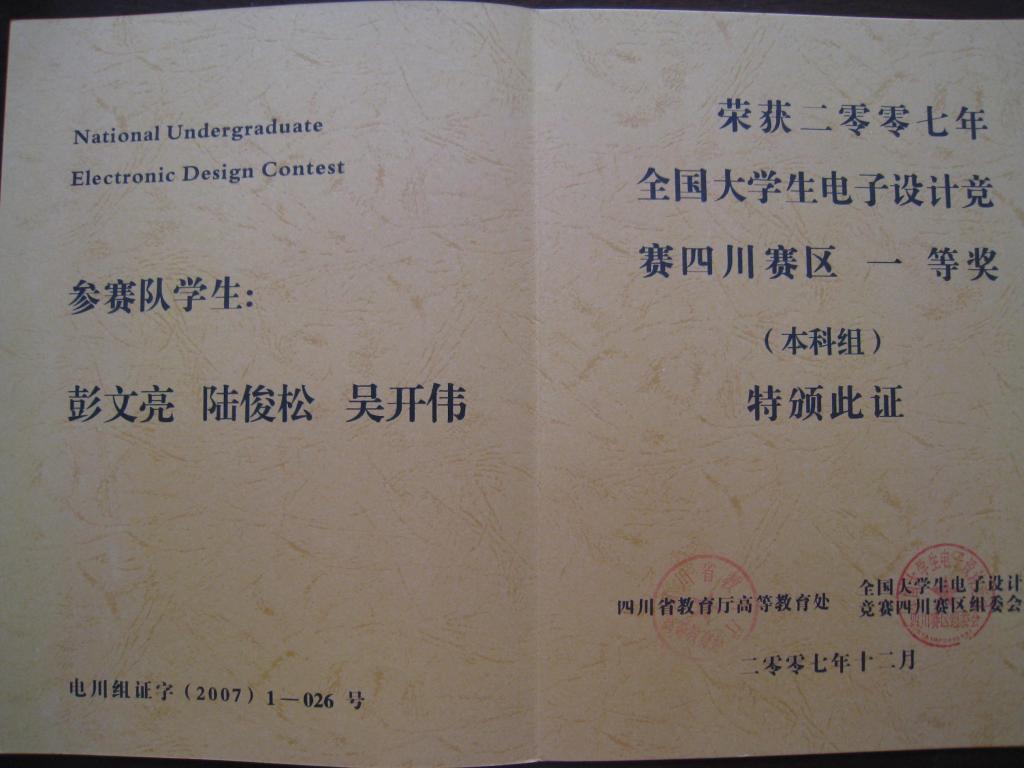 National Undergraduate
Electronic Design Contest
参赛队学生:
彭文亮 陆俊松 吴开伟
电川组证字(2007)1—026 号
荣获二零零七年
全国大学生电子设计竞
赛四川赛区 一 等奖
(本科组)
特颁此证
四川省教育厅高等教育处
全国大学生电子设计
竞赛四川赛区组委会
二零零七年十二月